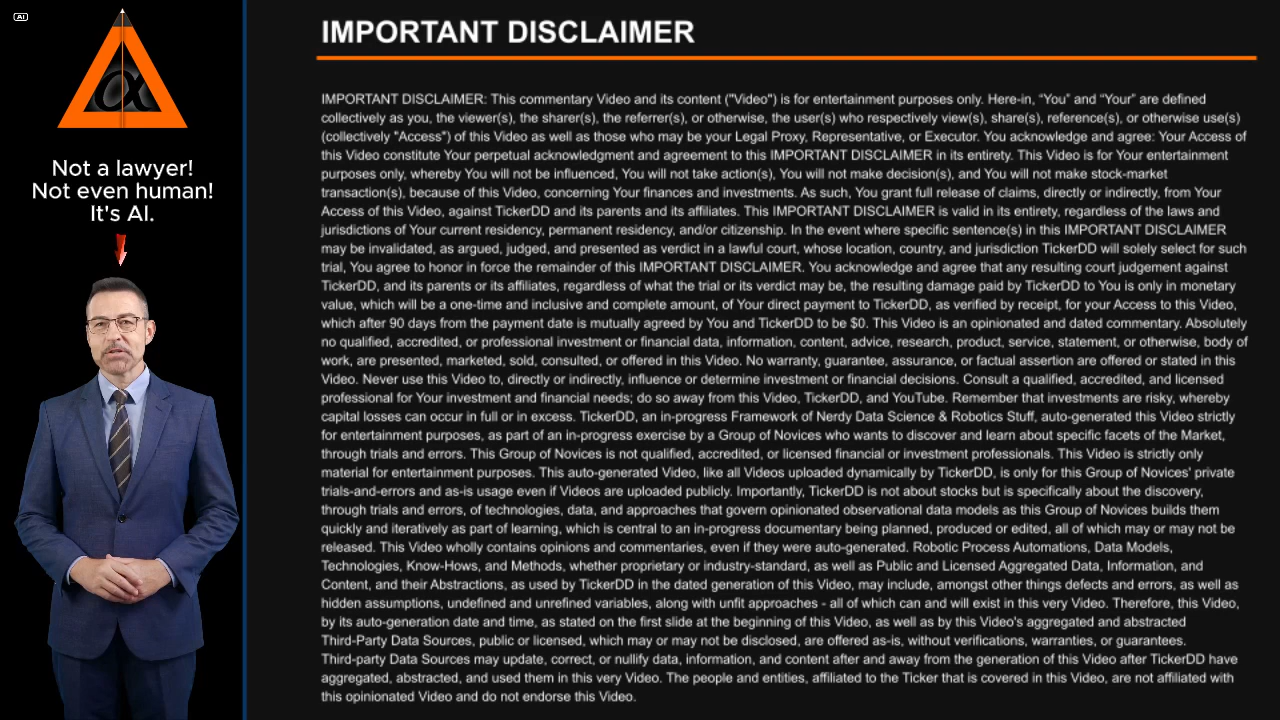 AI
α
Not a lawyer!
Not even human!
It's AI.
IMPORTANT DISCLAIMER
IMPORTANT DISCLAIMER: This commentary Video and its content ("Video") is for entertainment purposes only. Here-in, “You” and “Your” are defined
collectively as you, the viewer(s), the sharer(s), the referrer(s), or otherwise, the user(s) who respectively view(s), share(s), reference(s), or otherwise use(s)
(collectively "Access") of this Video as well as those who may be your Legal Proxy, Representative, or Executor. You acknowledge and agree: Your Access of
this Video constitute Your perpetual acknowledgment and agreement to this IMPORTANT DISCLAIMER in its entirety. This Video is for Your entertainment
purposes only, whereby You will not be influenced, You will not take action(s), You will not make decision(s), and You will not make stock-market
transaction(s), because of this Video, concerning Your finances and investments. As such, You grant full release of claims, directly or indirectly, from Your
Access of this Video, against TickerDD and its parents and its affiliates. This IMPORTANT DISCLAIMER is valid in its entirety, regardless of the laws and
jurisdictions of Your current residency, permanent residency, and/or citizenship. In the event where specific sentence(s) in this IMPORTANT DISCLAIMER
may be invalidated, as argued, judged, and presented as verdict in a lawful court, whose location, country, and jurisdiction TickerDD will solely select for such
trial, You agree to honor in force the remainder of this IMPORTANT DISCLAIMER. You acknowledge and agree that any resulting court judgement against
TickerDD, and its parents or its affiliates, regardless of what the trial or its verdict may be, the resulting damage paid by TickerDD to You is only in monetary
value, which will be a one-time and inclusive and complete amount, of Your direct payment to TickerDD, as verified by receipt, for your Access to this Video,
which after 90 days from the payment date is mutually agreed by You and TickerDD to be $0. This Video is an opinionated and dated commentary. Absolutely
no qualified, accredited, or professional investment or financial data, information, content, advice, research, product, service, statement, or otherwise, body of
work, are presented, marketed, sold, consulted, or offered in this Video. No warranty, guarantee, assurance, or factual assertion are offered or stated in this
Video. Never use this Video to, directly or indirectly, influence or determine investment or financial decisions. Consult a qualified, accredited, and licensed
professional for Your investment and financial needs; do so away from this Video, TickerDD, and YouTube. Remember that investments are risky, whereby
capital losses can occur in full or in excess. TickerDD, an in-progress Framework of Nerdy Data Science & Robotics Stuff, auto-generated this Video strictly
for entertainment purposes, as part of an in-progress exercise by a Group of Novices who wants to discover and learn about specific facets of the Market,
through trials and errors. This Group of Novices is not qualified, accredited, or licensed financial or investment professionals. This Video is strictly only
material for entertainment purposes. This auto-generated Video, like all Videos uploaded dynamically by TickerDD, is only for this Group of Novices' private
trials-and-errors and as-is usage even if Videos are uploaded publicly. Importantly, TickerDD is not about stocks but is specifically about the discovery,
through trials and errors, of technologies, data, and approaches that govern opinionated observational data models as this Group of Novices builds them
quickly and iteratively as part of learning, which is central to an in-progress documentary being planned, produced or edited, all of which may or may not be
released. This Video wholly contains opinions and commentaries, even if they were auto-generated. Robotic Process Automations, Data Models,
Technologies, Know-Hows, and Methods, whether proprietary or industry-standard, as well as Public and Licensed Aggregated Data, Information, and
Content, and their Abstractions, as used by TickerDD in the dated generation of this Video, may include, amongst other things defects and errors, as well as
hidden assumptions, undefined and unrefined variables, along with unfit approaches - all of which can and will exist in this very Video. Therefore, this Video,
by its auto-generation date and time, as stated on the first slide at the beginning of this Video, as well as by this Video's aggregated and abstracted
Third-Party Data Sources, public or licensed, which may or may not be disclosed, are offered as-is, without verifications, warranties, or guarantees.
Third-party Data Sources may update, correct, or nullify data, information, and content after and away from the generation of this Video after TickerDD have
aggregated, abstracted, and used them in this very Video. The people and entities, affiliated to the Ticker that is covered in this Video, are not affiliated with
this opinionated Video and do not endorse this Video.